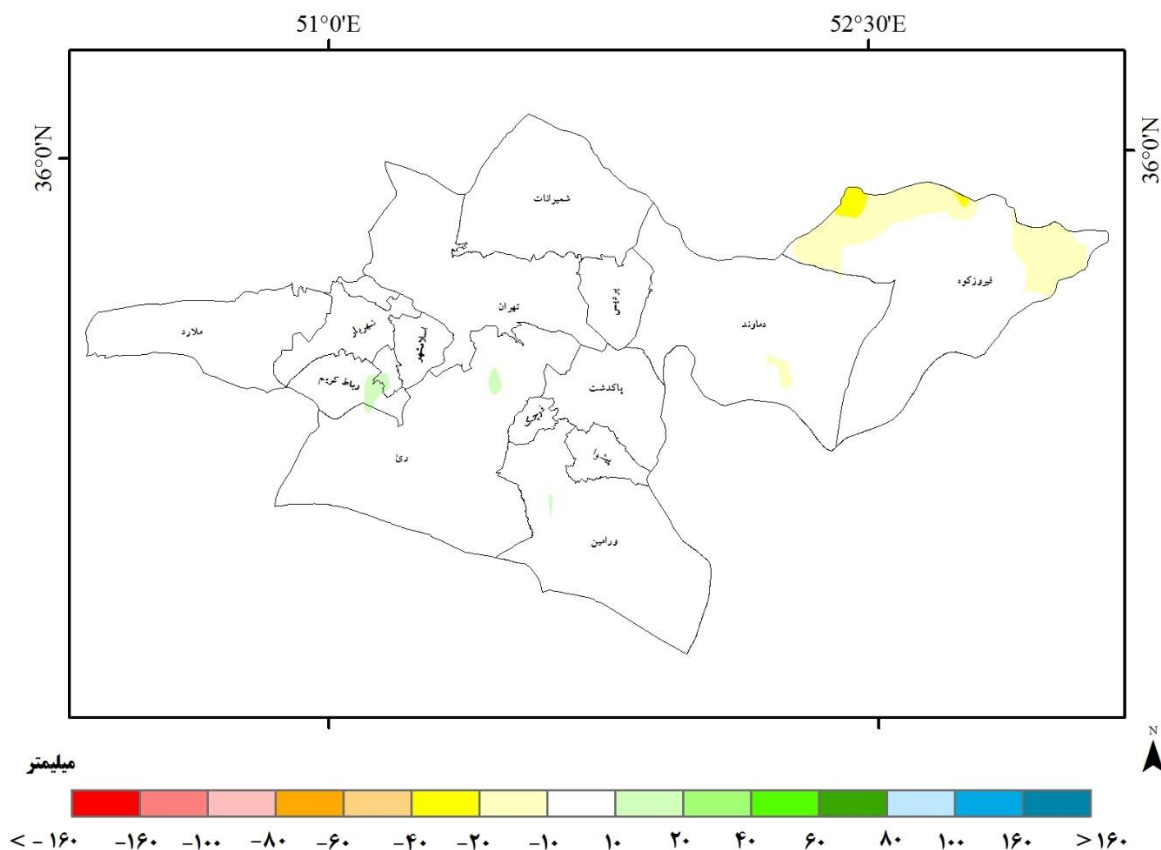 51°0'E 52°30'E
36°0'N 36°0'N
شمیرانات
فیروزکوه
پردیس
تهران
دماوند
ملارد
شهریار
اسلامشهر
رباط کریم
پاکدشت
ری
پیشوا
ورامین
N
میلیمتر
< -۱۶۰ -۱۶۰ -۱۰۰ -۸۰ -۶۰ -۴۰ -۲۰ -۱۰ ۱۰ ۲۰ ۴۰ ۶۰ ۸۰ ۱۰۰ ۱۶۰ > ۱۶۰